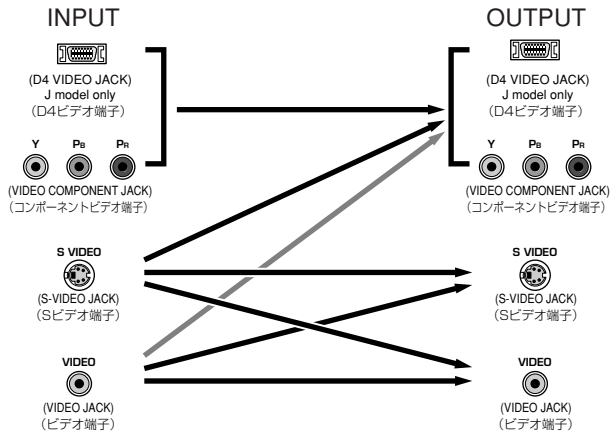 INPUT
(D4 VIDEO JACK)
J model only
(D4ビデオ端子)
Y PB PR
(VIDEO COMPONENT JACK)
(コンポーネントビデオ端子)
S VIDEO
(S-VIDEO JACK)
(Sビデオ端子)
VIDEO
(VIDEO JACK)
(ビデオ端子)
OUTPUT
(D4 VIDEO JACK)
J model only
(D4ビデオ端子)
Y PB PR
(VIDEO COMPONENT JACK)
(コンポーネントビデオ端子)
S VIDEO
(S-VIDEO JACK)
(Sビデオ端子)
VIDEO
(VIDEO JACK)
(ビデオ端子)